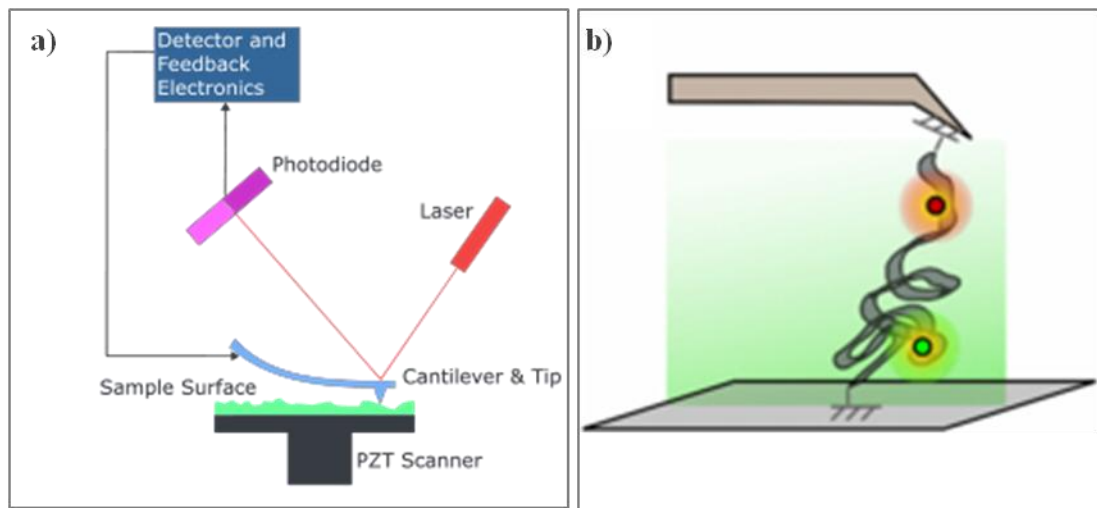 a)
Detector and
Feedback
Electronics
Photodiode
Laser
Cantilever & Tip
Sample Surface
PZT Scanner
b)